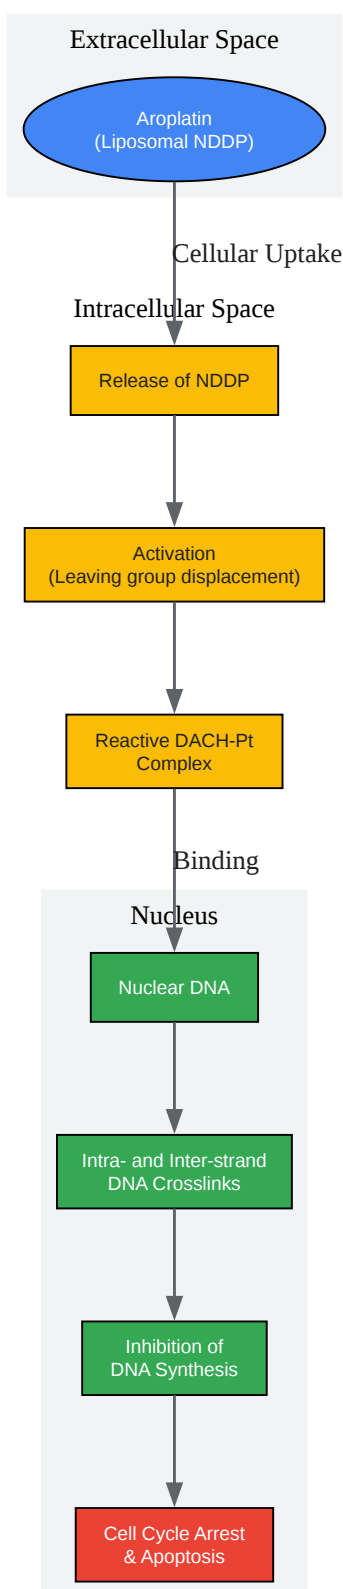 Extracellular Space
Aroplatin
(Liposomal NDDP)
Cellular Uptake
Intracellular Space
Release of NDDP
Activation
(Leaving group displacement)
Reactive DACH-Pt
Complex
Binding
Nucleus
Nuclear DNA
Intra- and Inter-strand
DNA Crosslinks
Inhibition of
DNA Synthesis
Cell Cycle Arrest
& Apoptosis